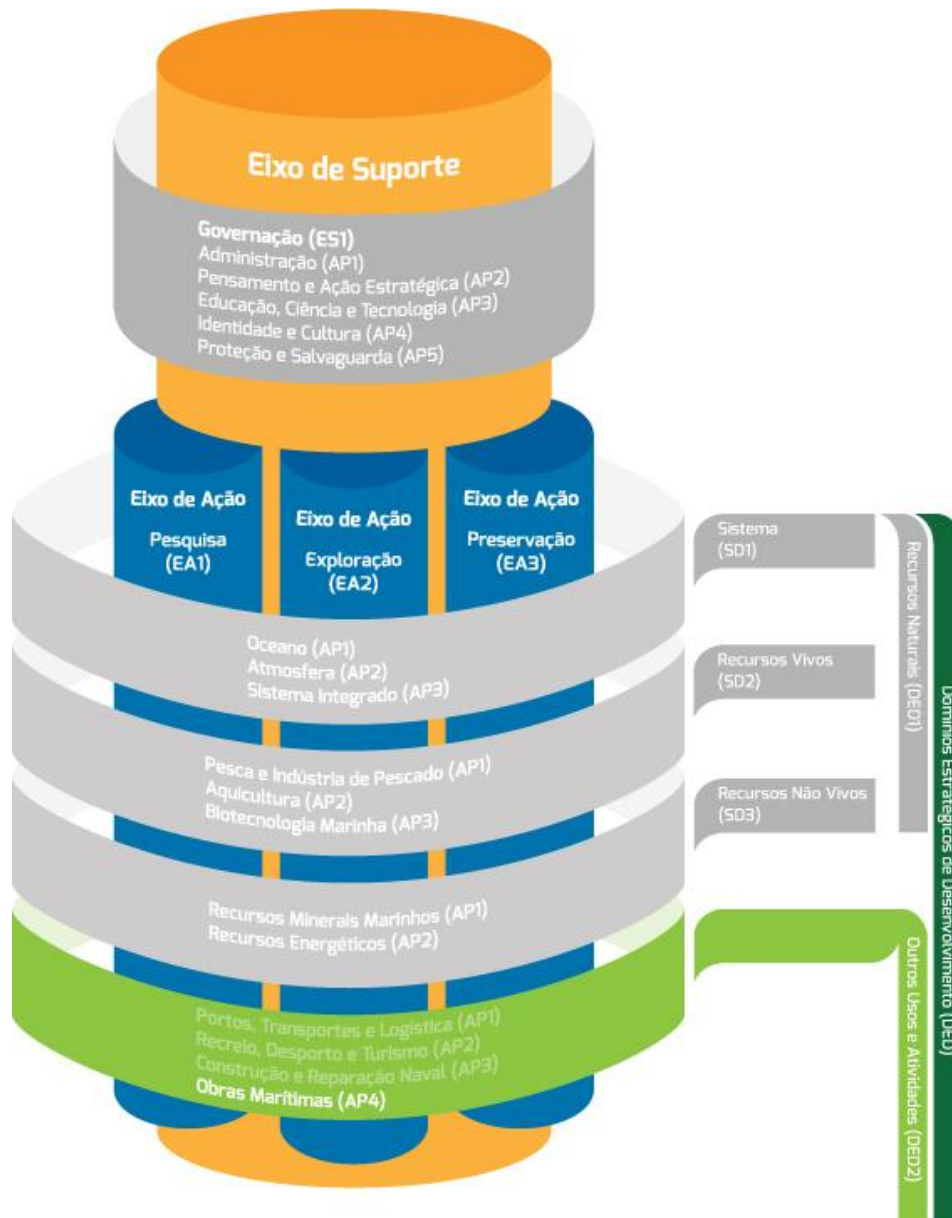 Eixo de Suporte
Governação (ES1)
Administração (AP1)
Pensamento e Ação Estratégica (AP2)
Educação, Ciência e Tecnologia (AP3)
Identidade e Cultura (AP4)
Proteção e Salvaguarda (AP5)
Eixo de Ação
Pesquisa
(EA1)
Eixo de Ação
Exploração
(EA2)
Eixo de Ação
Preservação
(EA3)
Oceano (AP1)
Atmosfera (AP2)
Sistema Integrado (AP3)
Pesca e Indústria de Pescado (AP1)
Aquicultura (AP2)
Biotecnologia Marinha (AP3)
Recursos Minerais Marinhos (AP1)
Recursos Energéticos (AP2)
Portos, Transportes e Logística (AP1)
Recreio, Desporto e Turismo (AP2)
Construção e Reparação Naval (AP3)
Obras Marítimas (AP4)
Sistema
(SD1)
Recursos Vivos
(SD2)
Recursos Não Vivos
(SD3)
Recursos Naturais (DED1)
Outros Usos e Atividades (DED2)
Domínios Estratégicos de Desenvolvimento (DED)